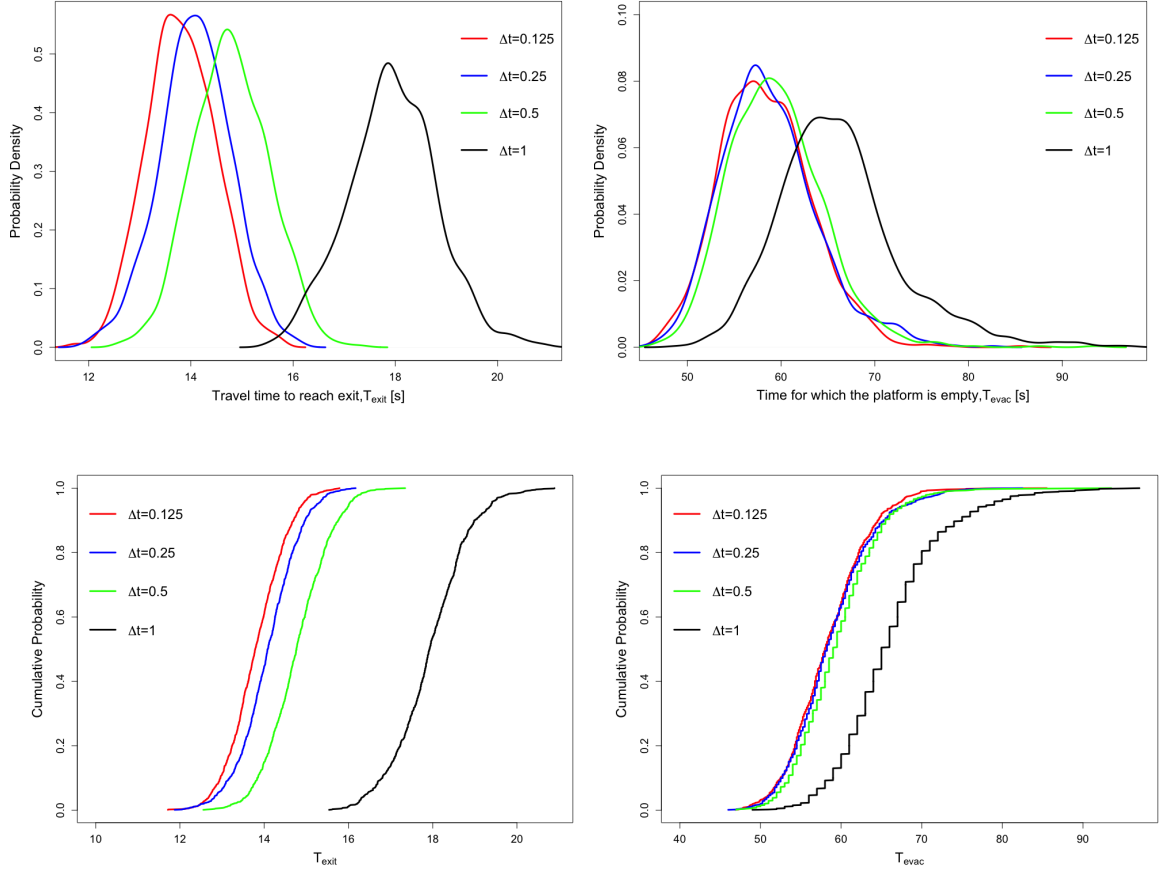 Probability Density
0.0 0.1 0.2 0.3 0.4 0.5
12 14 16 18 20
Travel time to reach exit,Texit [s]
Δt=0.125
Δt=0.25
Δt=0.5
Δt=1
Probability Density
0.00 0.02 0.04 0.06 0.08 0.10
50 60 70 80 90
Time for which the platform is empty,Tevac [s]
Δt=0.125
Δt=0.25
Δt=0.5
Δt=1
Cumulative Probability
0.0 0.2 0.4 0.6 0.8 1.0
10 12 14 16 18 20
Texit
Δt=0.125
Δt=0.25
Δt=0.5
Δt=1
Cumulative Probability
0.0 0.2 0.4 0.6 0.8 1.0
40 50 60 70 80 90
Tevac
Δt=0.125
Δt=0.25
Δt=0.5
Δt=1